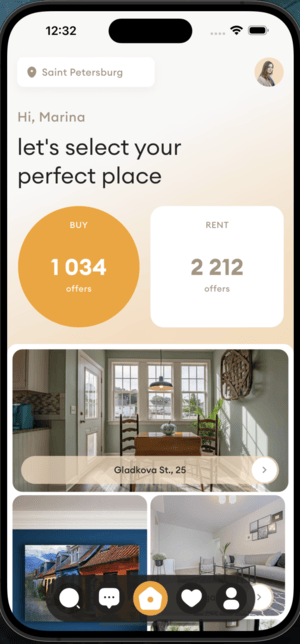 12:32
Saint Petersburg
Hi, Marina
let's select your
perfect place
BUY
1 034
offers
RENT
2 212
offers
Gladkova St., 25